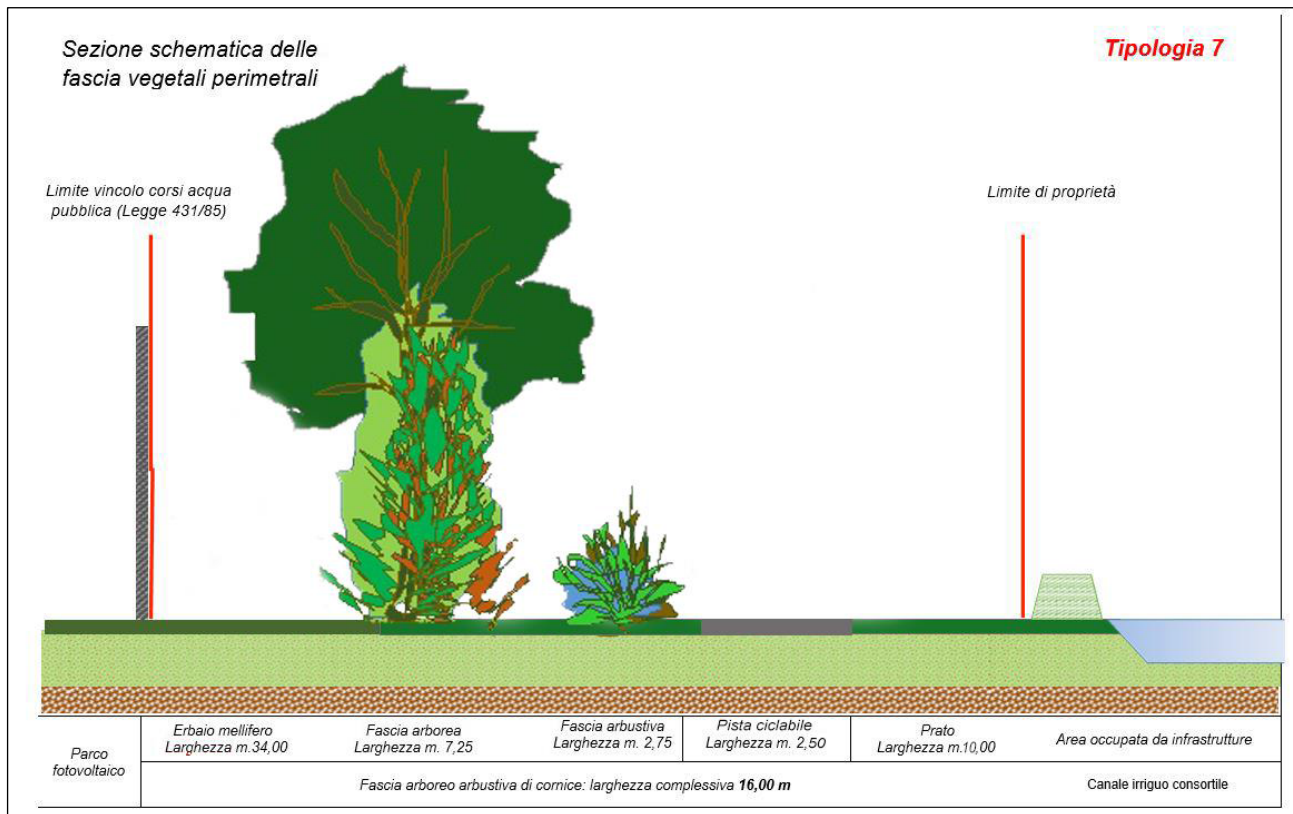 Sezione schematica delle
fascia vegetali perimetrali
Tipologia 7
Limite vincolo corsi acqua
pubblica (Legge 431/85)
Limite di proprietà
Parco
fotovoltaico
Erbaio mellifero
Larghezza m.34,00
Fascia arborea
Larghezza m. 7,25
Fascia arbustiva
Larghezza m. 2,75
Pista ciclabile
Larghezza m. 2,50
Prato
Larghezza m.10,00
Area occupata da infrastrutture
Fascia arboreo arbustiva di cornice: larghezza complessiva 16,00 m
Canale irriguo consortile